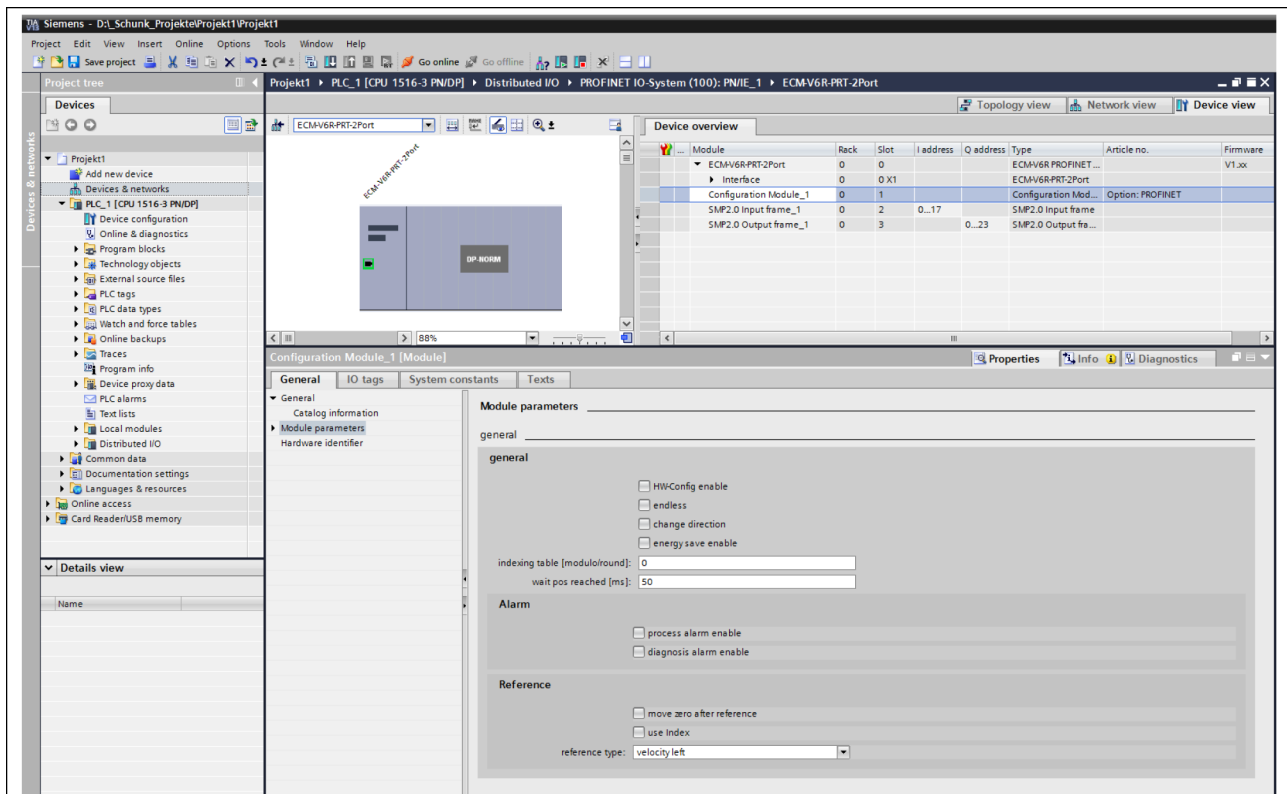 Siemens - D:\_Schunk_Projekte\Projekt1\Projekt1
Project Edit View Insert Online Options Tools Window Help
Save project Go online Go offline
Project tree
Projekt1 ▸ PLC_1 [CPU 1516-3 PN/DP] ▸ Distributed I/O ▸ PROFINET IO-System (100): PN/IE_1 ▸ ECM-V6R-PRT-2Port
Devices
Topology view Network view Device view
ECM-V6R-PRT-2Port
Device overview
Devices & networks
Projekt1
Add new device
Devices & networks
PLC_1 [CPU 1516-3 PN/DP]
Device configuration
Online & diagnostics
Program blocks
Technology objects
External source files
PLC tags
PLC data types
Watch and force tables
Online backups
Traces
Program info
Device proxy data
PLC alarms
Text lists
Local modules
Distributed I/O
Common data
Documentation settings
Languages & resources
Online access
Card Reader/USB memory
Details view
Name
ECM-V6R-PRT-2Port
DP-NORM
88%
... Module Rack Slot I address Q address Type Article no. Firmware
ECM-V6R-PRT-2Port 0 0 ECM-V6R PROFINET ... V1.xx
Interface 0 0 X1 ECM-V6R-PRT-2Port
Configuration Module_1 0 1 Configuration Mod... Option: PROFINET
SMP2.0 Input frame_1 0 2 0...17 SMP2.0 Input frame
SMP2.0 Output frame_1 0 3 0...23 SMP2.0 Output fra...
Configuration Module_1 [Module]
Properties Info Diagnostics
General IO tags System constants Texts
General
Catalog information
Module parameters
Hardware identifier
Module parameters
general
general
HW-Config enable
endless
change direction
energy save enable
indexing table [modulo/round]: 0
wait pos reached [ms]: 50
Alarm
process alarm enable
diagnosis alarm enable
Reference
move zero after reference
use Index
reference type: velocity left